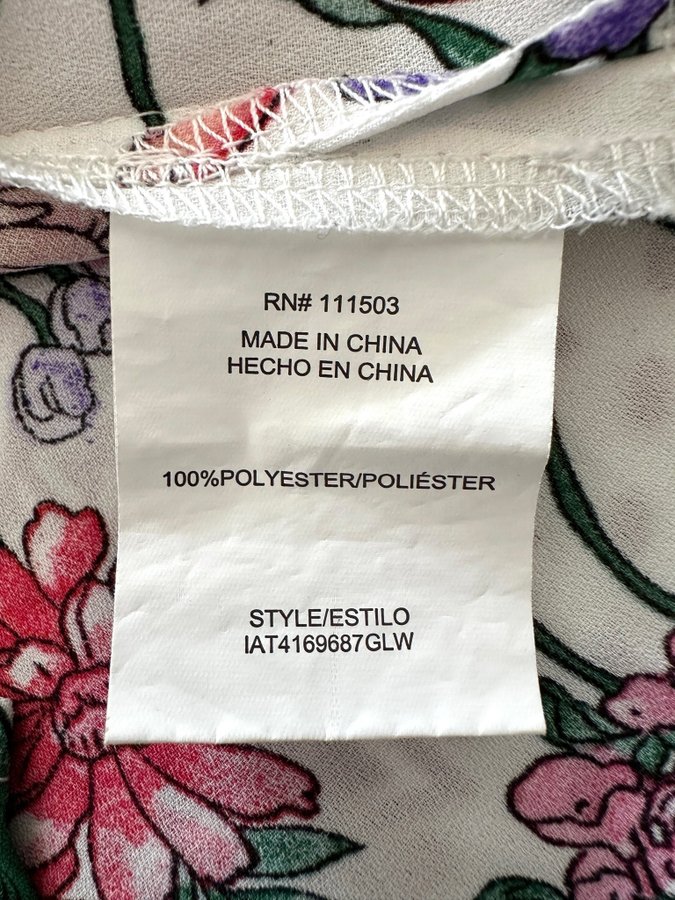 RN# 111503
MADE IN CHINA
HECHO EN CHINA
100%POLYESTER/POLIÉSTER
STYLE/ESTILO
IAT4169687GLW